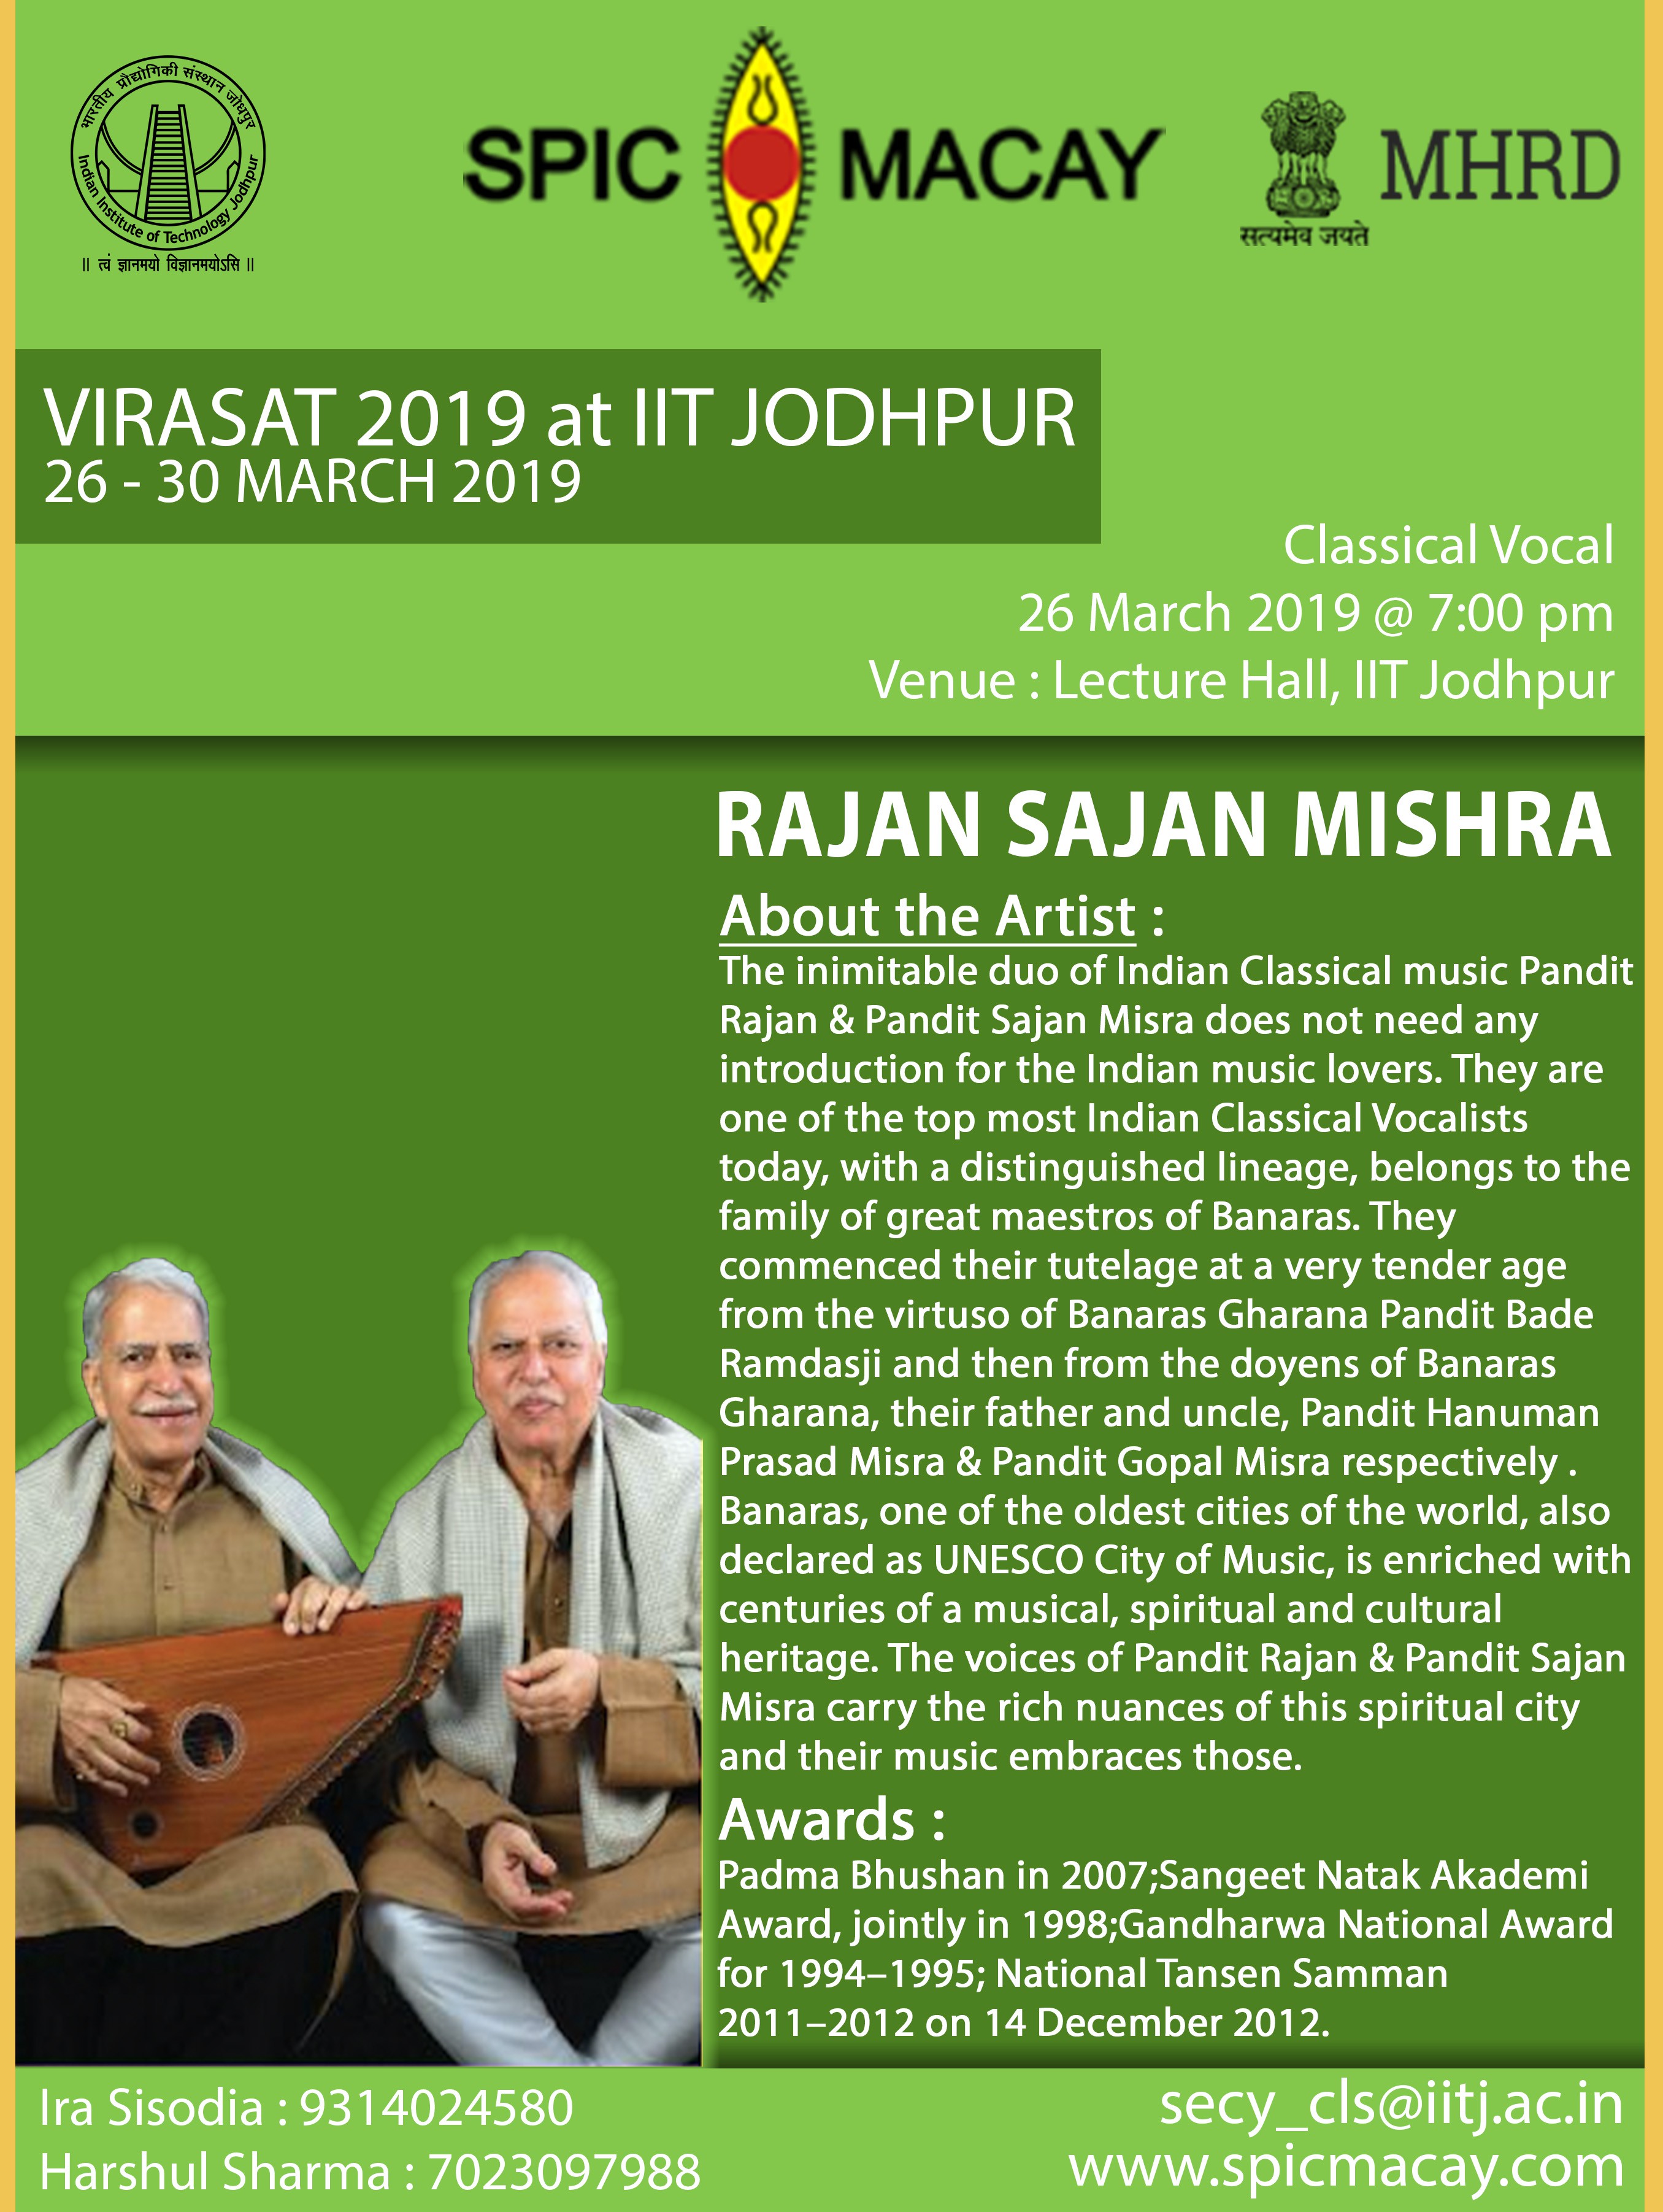 भारतीय प्रौद्योगिकी संस्थान जोधपुर
Indian Institute of Technology Jodhpur
॥ त्वं ज्ञानमयो विज्ञानमयोऽसि ॥
SPIC MACAY
सत्यमेव जयते
MHRD
VIRASAT 2019 at IIT JODHPUR
26 - 30 MARCH 2019
Classical Vocal
26 March 2019 @ 7:00 pm
Venue : Lecture Hall, IIT Jodhpur
RAJAN SAJAN MISHRA
About the Artist :
The inimitable duo of Indian Classical music Pandit
Rajan & Pandit Sajan Misra does not need any
introduction for the Indian music lovers. They are
one of the top most Indian Classical Vocalists
today, with a distinguished lineage, belongs to the
family of great maestros of Banaras. They
commenced their tutelage at a very tender age
from the virtuso of Banaras Gharana Pandit Bade
Ramdasji and then from the doyens of Banaras
Gharana, their father and uncle, Pandit Hanuman
Prasad Misra & Pandit Gopal Misra respectively .
Banaras, one of the oldest cities of the world, also
declared as UNESCO City of Music, is enriched with
centuries of a musical, spiritual and cultural
heritage. The voices of Pandit Rajan & Pandit Sajan
Misra carry the rich nuances of this spiritual city
and their music embraces those.
Awards :
Padma Bhushan in 2007;Sangeet Natak Akademi
Award, jointly in 1998;Gandharwa National Award
for 1994–1995; National Tansen Samman
2011–2012 on 14 December 2012.
Ira Sisodia : 9314024580
Harshul Sharma : 7023097988
secy_cls@iitj.ac.in
www.spicmacay.com